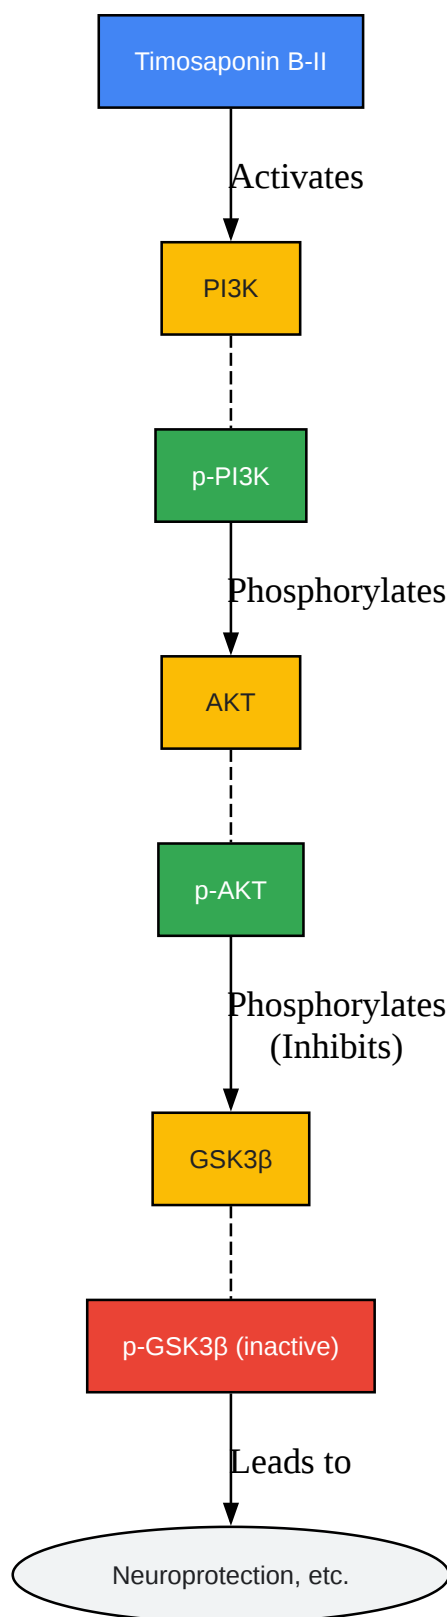 Timosaponin B-II
Activates
PI3K
p-PI3K
Phosphorylates
AKT
p-AKT
Phosphorylates
(Inhibits)
GSK3β
p-GSK3β (inactive)
Leads to
Neuroprotection, etc.